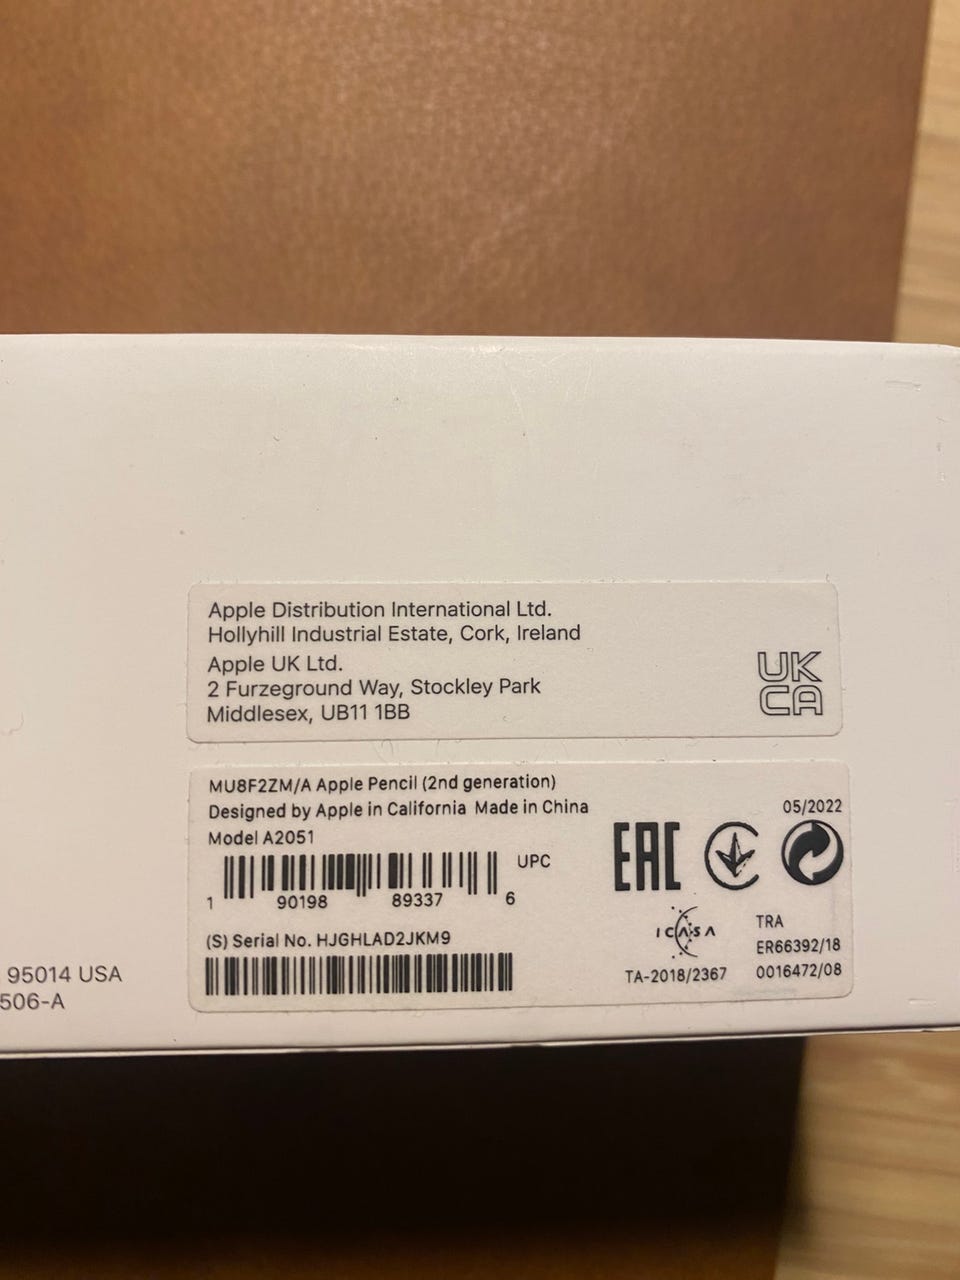 Apple Distribution International Ltd.
Hollyhill Industrial Estate, Cork, Ireland
Apple UK Ltd.
2 Furzeground Way, Stockley Park
Middlesex, UB11 1BB
UK
CA
MU8F2ZM/A Apple Pencil (2nd generation)
Designed by Apple in California Made in China
Model A2051
UPC
1 90198 89337 6
(S) Serial No. HJGHLAD2JKM9
05/2022
EAC
ICASA
TA-2018/2367
TRA
ER66392/18
0016472/08
95014 USA
506-A